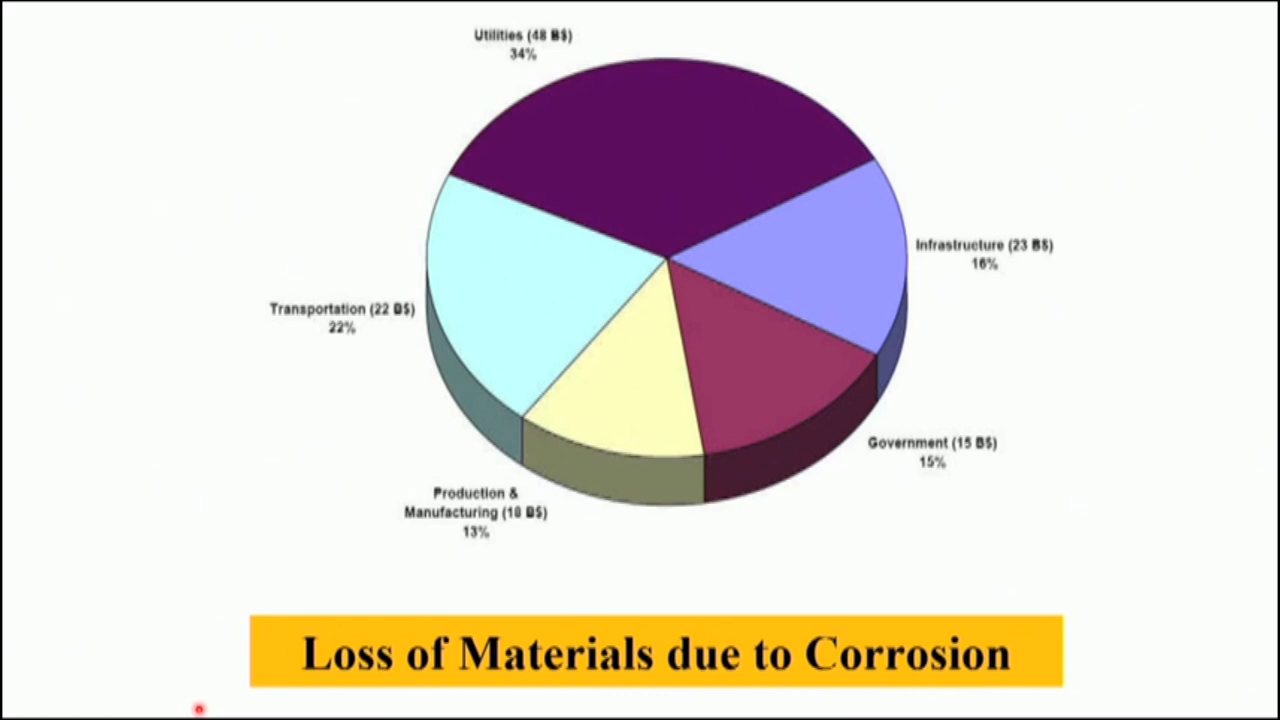 Utilities (48 B$)
34%
Infrastructure (23 B$)
16%
Transportation (22 B$)
22%
Government (15 B$)
15%
Production &
Manufacturing (18 B$)
13%
Loss of Materials due to Corrosion